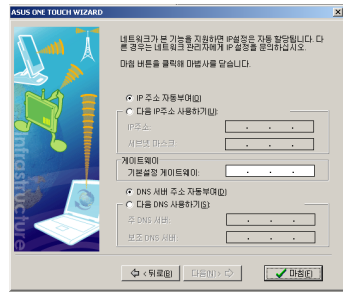 ASUS ONE TOUCH WIZARD
네트워크가 본 기능을 지원하면 IP설정은 자동 할당됩니다. 다
른 경우는 네트워크 관리자에게 IP 설정을 문의하십시오.
마침 버튼을 클릭해 마법사를 닫습니다.
IP 주소 자동부여(O)
다음 IP주소 사용하기(U):
IP주소:
서브넷 마스크
게이트웨이
기본설정 게이트웨이:
DNS 서버 주소 자동부여(D)
다음 DNS 사용하기(S):
주 DNS 서버:
보조 DNS 서버:
Infrastructure
< 뒤로(B)
다음(N) >
마침(F)